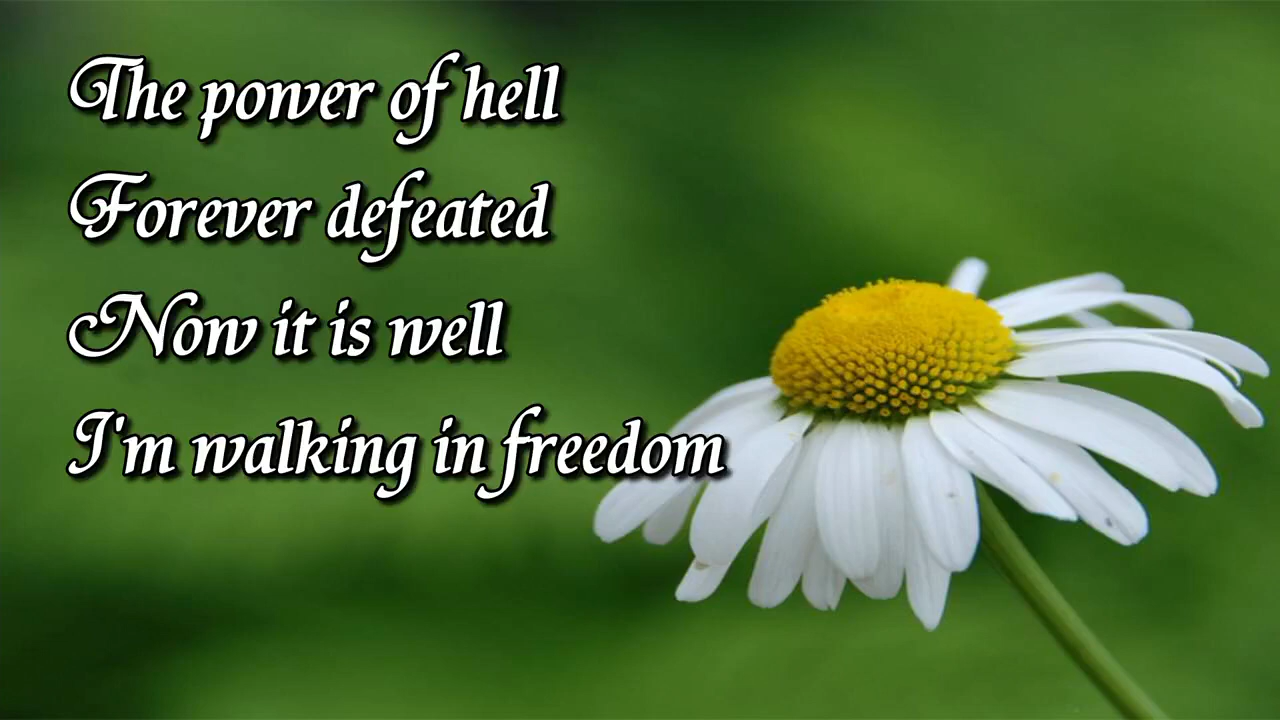 The power of hell
Forever defeated
Now it is well
I'm walking in freedom